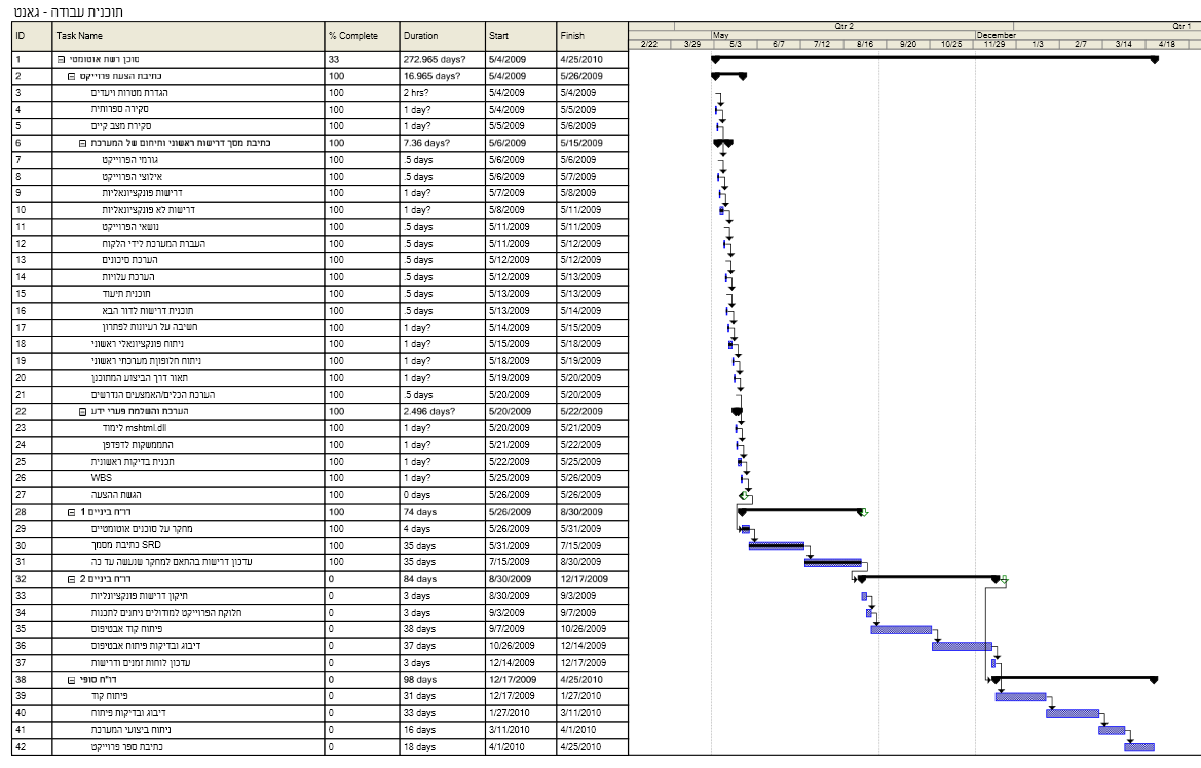 תוכנית עבודה - גאנט
ID Task Name % Complete Duration Start Finish
Qtr 2 Qtr 1
May December
2/22 3/29 5/3 6/7 7/12 8/16 9/20 10/25 11/29 1/3 2/7 3/14 4/18
1 סוכן רשת אוטומטי 33 272.965 days? 5/4/2009 4/25/2010
2 כתיבת הצעת פרוייקט 100 16.965 days? 5/4/2009 5/26/2009
3 הגדרת מטרות ויעדים 100 2 hrs? 5/4/2009 5/4/2009
4 סקירה ספרותית 100 1 day? 5/4/2009 5/5/2009
5 סקירת מצב קיים 100 1 day? 5/5/2009 5/6/2009
6 כתיבת מסך דרישות ראשוני ותיחום של המערכת 100 7.36 days? 5/6/2009 5/15/2009
7 גורמי הפרוייקט 100 .5 days 5/6/2009 5/6/2009
8 אילוצי הפרוייקט 100 .5 days 5/6/2009 5/7/2009
9 דרישות פונקציונאליות 100 1 day? 5/7/2009 5/8/2009
10 דרישות לא פונקציונאליות 100 1 day? 5/8/2009 5/11/2009
11 נושאי הפרוייקט 100 .5 days 5/11/2009 5/11/2009
12 העברת המערכת לידי הלקוח 100 .5 days 5/11/2009 5/12/2009
13 הערכת סיכונים 100 .5 days 5/12/2009 5/12/2009
14 הערכת עלויות 100 .5 days 5/12/2009 5/13/2009
15 תוכנית תיעוד 100 .5 days 5/13/2009 5/13/2009
16 תוכנית דרישות לדור הבא 100 .5 days 5/13/2009 5/14/2009
17 חשיבה על רעיונות לפתרון 100 1 day? 5/14/2009 5/15/2009
18 ניתוח פונקציונאלי ראשוני 100 1 day? 5/15/2009 5/18/2009
19 ניתוח חלופות מערכתי ראשוני 100 1 day? 5/18/2009 5/19/2009
20 תאור דרך הביצוע המתוכנן 100 1 day? 5/19/2009 5/20/2009
21 הערכת הכלים/האמצעים הנדרשים 100 .5 days 5/20/2009 5/20/2009
22 הערכת והשלמת פערי ידע 100 2.496 days? 5/20/2009 5/22/2009
23 לימוד mshtml.dll 100 1 day? 5/20/2009 5/21/2009
24 התממשקות לדפדפן 100 1 day? 5/21/2009 5/22/2009
25 תכנית בדיקות ראשונית 100 1 day? 5/22/2009 5/25/2009
26 WBS 100 1 day? 5/25/2009 5/26/2009
27 הגשת ההצעה 100 0 days 5/26/2009 5/26/2009
28 דו״ח ביניים 1 100 74 days 5/26/2009 8/30/2009
29 מחקר על סוכנים אוטומטיים 100 4 days 5/26/2009 5/31/2009
30 כתיבת מסמך SRD 100 35 days 5/31/2009 7/15/2009
31 עדכון דרישות בהתאם למחקר שנעשה עד כה 100 35 days 7/15/2009 8/30/2009
32 דו״ח ביניים 2 0 84 days 8/30/2009 12/17/2009
33 תיקון דרישות פונקציונליות 0 3 days 8/30/2009 9/3/2009
34 חלוקת הפרוייקט למודולים ניתנים לתכנות 0 3 days 9/3/2009 9/7/2009
35 פיתוח קוד אבטיפוס 0 38 days 9/7/2009 10/26/2009
36 דיבוג ובדיקות פיתוח אבטיפוס 0 37 days 10/26/2009 12/14/2009
37 עדכון לוחות זמנים ודרישות 0 3 days 12/14/2009 12/17/2009
38 דו״ח סופי 0 98 days 12/17/2009 4/25/2010
39 פיתוח קוד 0 31 days 12/17/2009 1/27/2010
40 דיבוג ובדיקות פיתוח 0 33 days 1/27/2010 3/11/2010
41 ניתוח ביצועי המערכת 0 16 days 3/11/2010 4/1/2010
42 כתיבת ספר פרוייקט 0 18 days 4/1/2010 4/25/2010